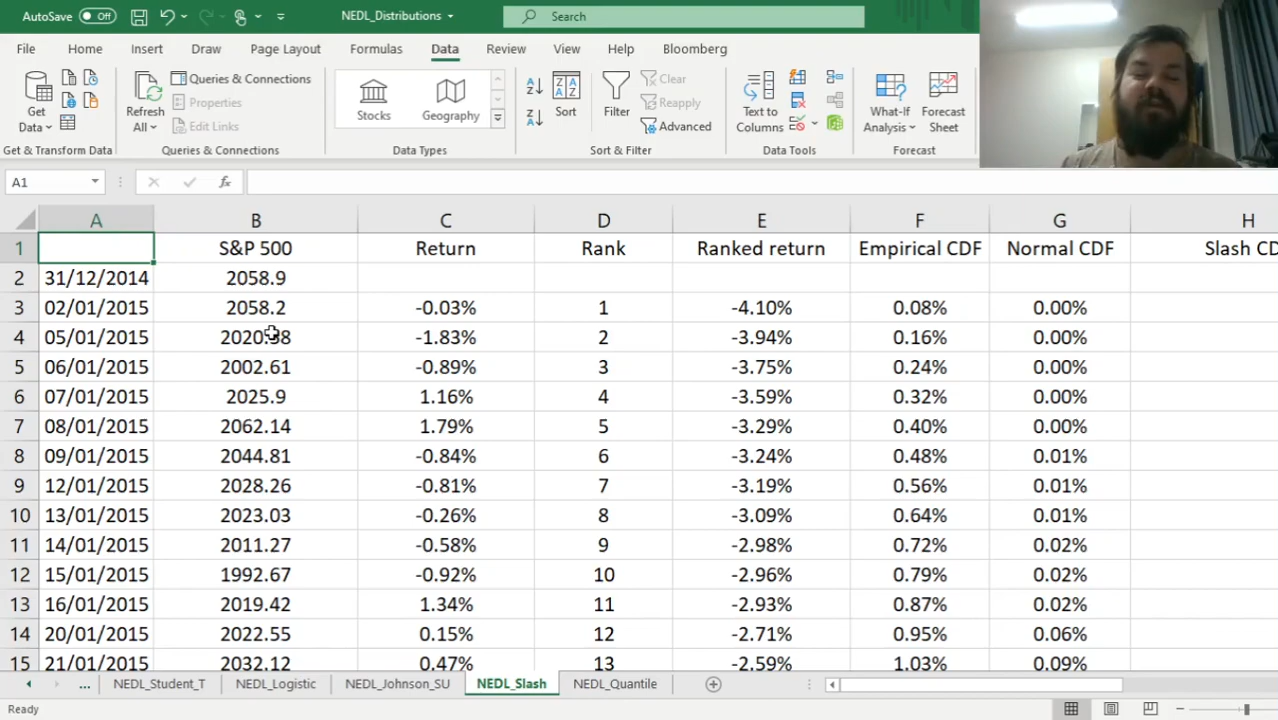 AutoSave Off NEDL_Distributions Search
File Home Insert Draw Page Layout Formulas Data Review View Help Bloomberg
Get Data
Refresh All
Queries & Connections
Properties
Edit Links
Stocks
Geography
Sort
Filter
Clear
Reapply
Advanced
Text to Columns
What-If Analysis
Forecast Sheet
Get & Transform Data Queries & Connections Data Types Sort & Filter Data Tools Forecast
A1 fx
A B C D E F G H
1 S&P 500 Return Rank Ranked return Empirical CDF Normal CDF Slash CD
2 31/12/2014 2058.9
3 02/01/2015 2058.2 -0.03% 1 -4.10% 0.08% 0.00%
4 05/01/2015 2020.58 -1.83% 2 -3.94% 0.16% 0.00%
5 06/01/2015 2002.61 -0.89% 3 -3.75% 0.24% 0.00%
6 07/01/2015 2025.9 1.16% 4 -3.59% 0.32% 0.00%
7 08/01/2015 2062.14 1.79% 5 -3.29% 0.40% 0.00%
8 09/01/2015 2044.81 -0.84% 6 -3.24% 0.48% 0.01%
9 12/01/2015 2028.26 -0.81% 7 -3.19% 0.56% 0.01%
10 13/01/2015 2023.03 -0.26% 8 -3.09% 0.64% 0.01%
11 14/01/2015 2011.27 -0.58% 9 -2.98% 0.72% 0.02%
12 15/01/2015 1992.67 -0.92% 10 -2.96% 0.79% 0.02%
13 16/01/2015 2019.42 1.34% 11 -2.93% 0.87% 0.02%
14 20/01/2015 2022.55 0.15% 12 -2.71% 0.95% 0.06%
15 21/01/2015 2032.12 0.47% 13 -2.59% 1.03% 0.09%
... NEDL_Student_T NEDL_Logistic NEDL_Johnson_SU NEDL_Slash NEDL_Quantile
Ready